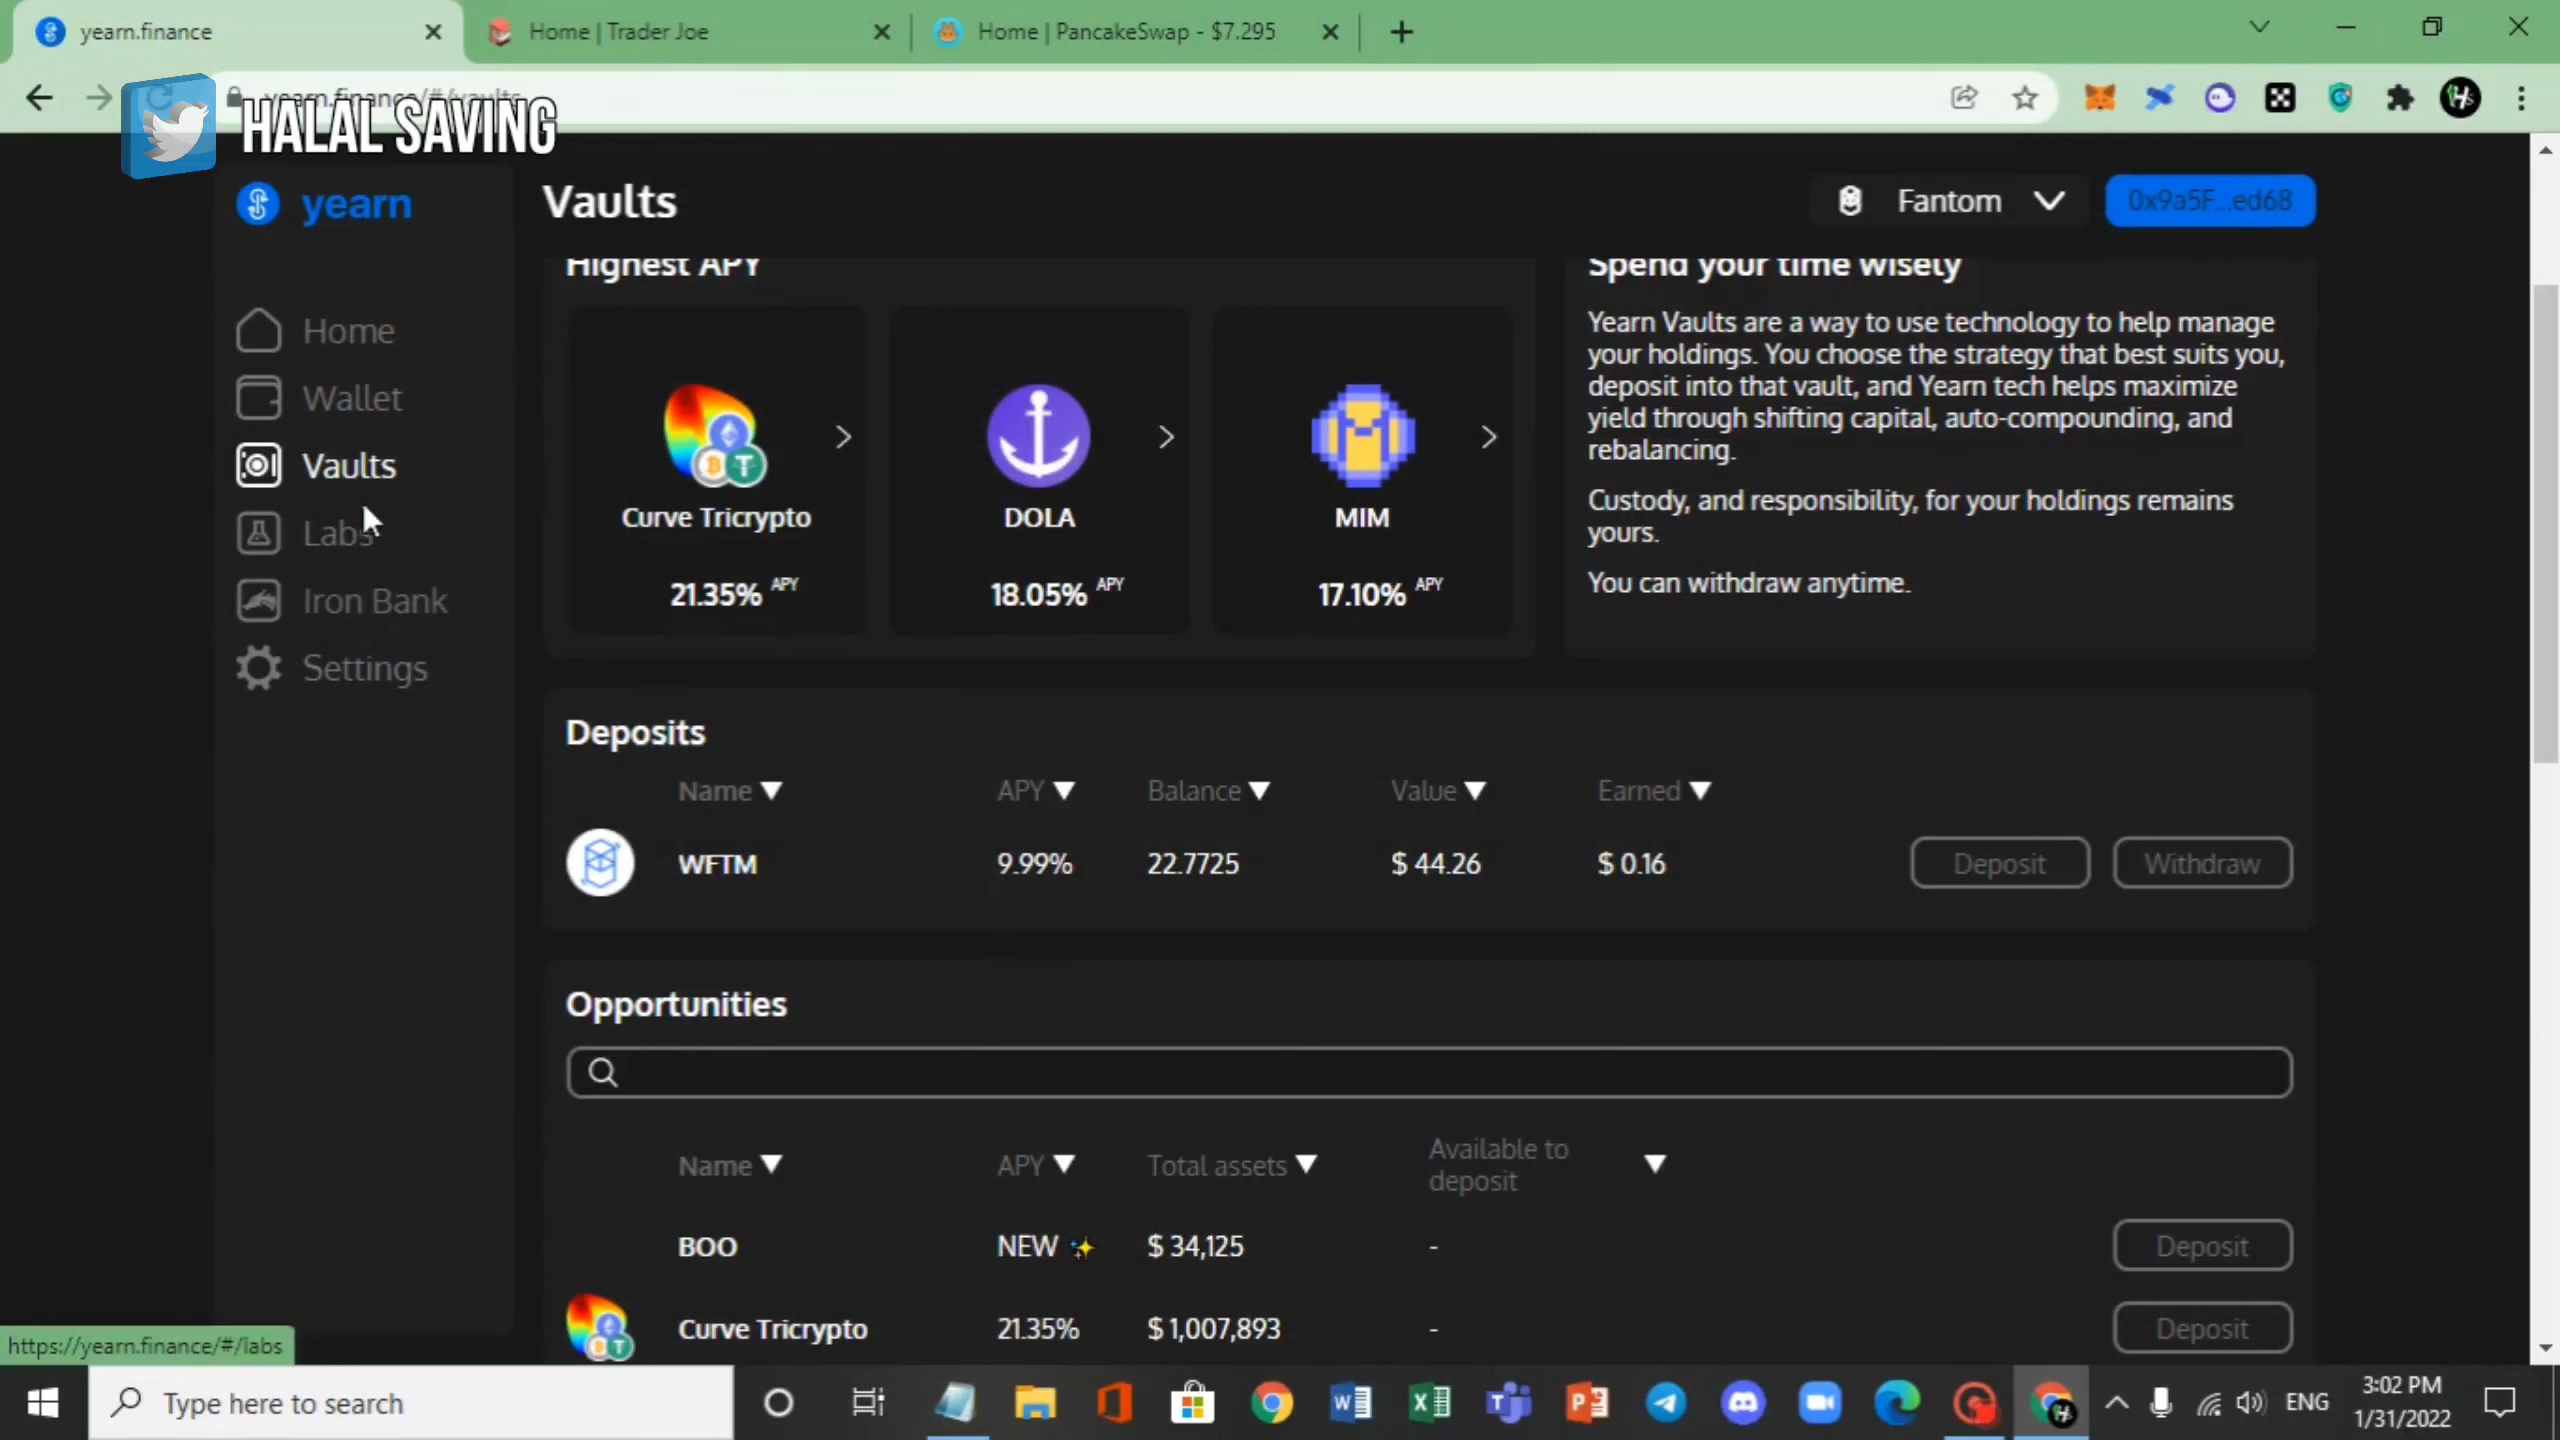 yearn.finance
Home | Trader Joe
Home | PancakeSwap - $7.295
yearn.finance/#/vaults
HALAL SAVING
yearn
Vaults
Fantom
0x9a5F...ed68
Home
Wallet
Vaults
Labs
Iron Bank
Settings
Highest APY
Curve Tricrypto
21.35% APY
DOLA
18.05% APY
MIM
17.10% APY
Spend your time wisely
Yearn Vaults are a way to use technology to help manage
your holdings. You choose the strategy that best suits you,
deposit into that vault, and Yearn tech helps maximize
yield through shifting capital, auto-compounding, and
rebalancing.
Custody, and responsibility, for your holdings remains
yours.
You can withdraw anytime.
Deposits
Name APY Balance Value Earned
WFTM 9.99% 22.7725 $ 44.26 $ 0.16 Deposit Withdraw
Opportunities
Name APY Total assets Available to
deposit
BOO NEW $ 34,125 - Deposit
Curve Tricrypto 21.35% $ 1,007,893 - Deposit
https://yearn.finance/#/labs
Type here to search
ENG
3:02 PM
1/31/2022